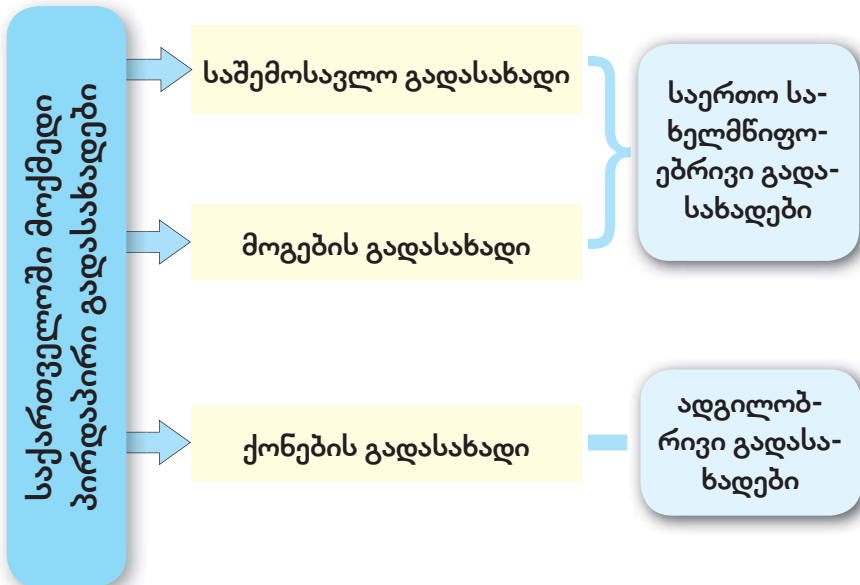 საქართველოში მოქმედი
პირდაპირი გადასახადები
საშემოსავლო გადასახადი
მოგების გადასახადი
ქონების გადასახადი
საერთო სა-
ხელმწიფო-
ებრივი გადა-
სახადები
ადგილობ-
რივი გადასა-
ხადები